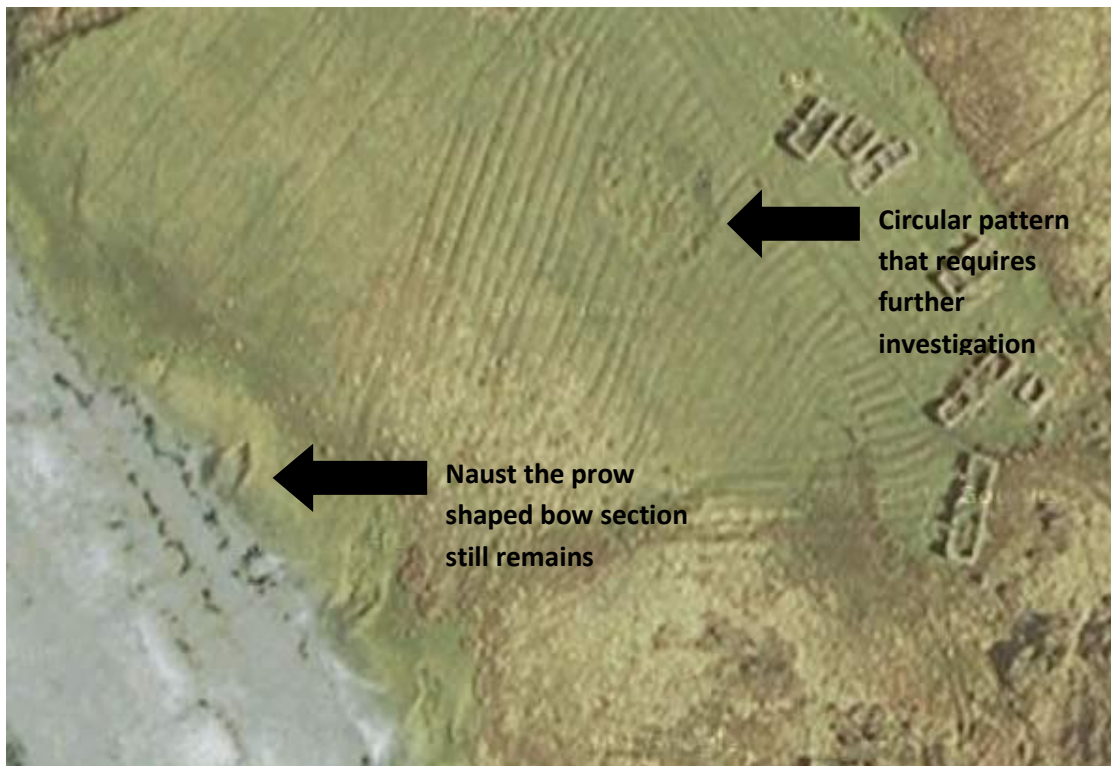 Circular pattern
that requires
further
investigation
Naust the prow
shaped bow section
still remains